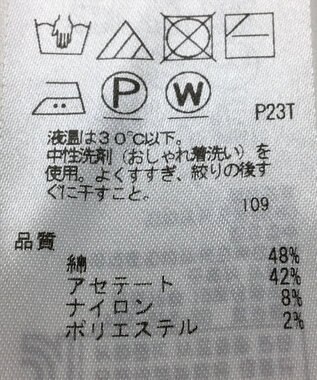 P W
P23T
液温は30℃以下。
中性洗剤(おしゃれ着洗い)を
使用。よくすすぎ、絞りの後す
ぐに干すこと。
109
品質
綿 48%
アセテート 42%
ナイロン 8%
ポリエステル 2%